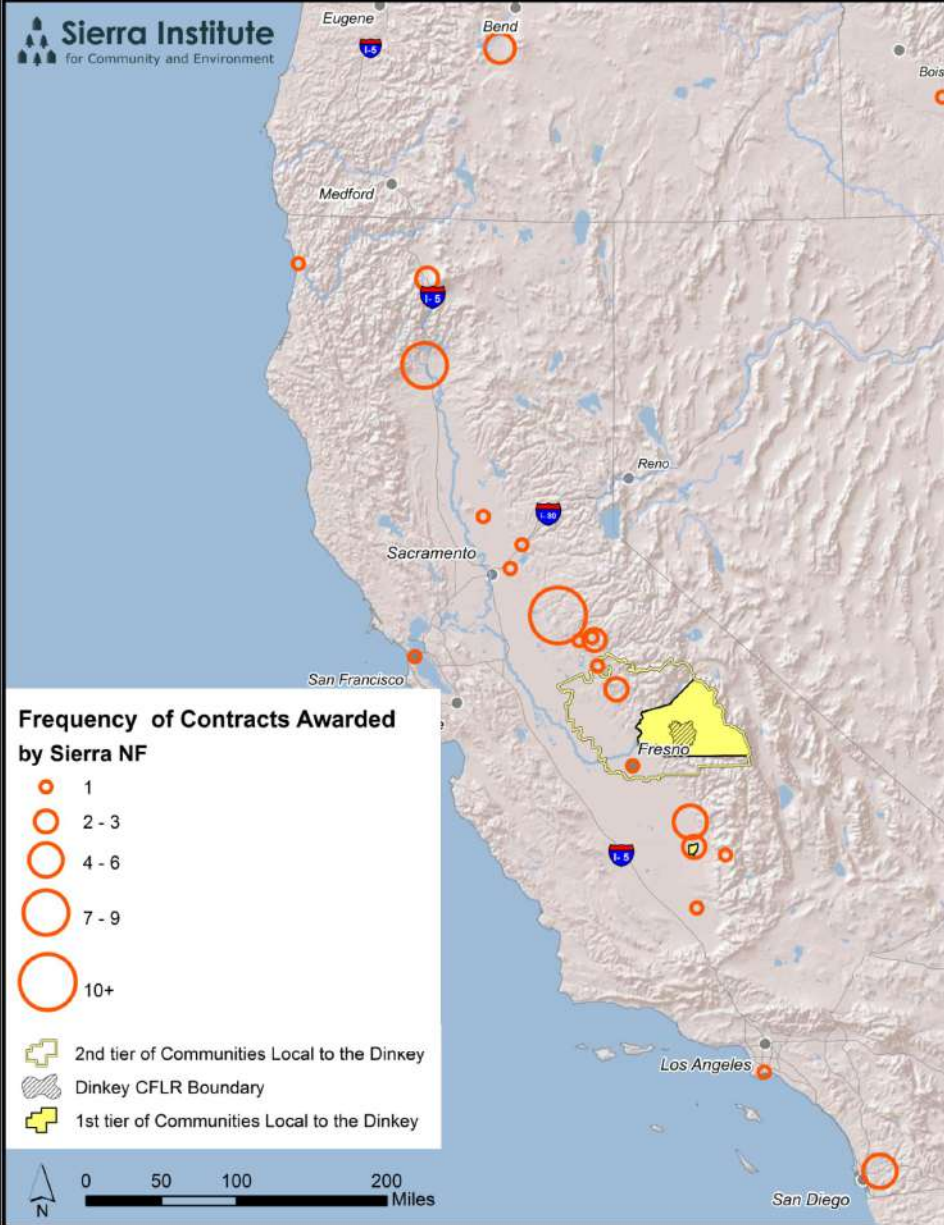 Sierra Institute
for Community and Environment
Eugene
I-5
Bend
Bois
Medford
I- 5
Reno
I- 80
Sacramento
San Francisco
e
Fresno
I- 5
Los Angeles
San Diego
Frequency of Contracts Awarded
by Sierra NF
1
2 - 3
4 - 6
7 - 9
10+
2nd tier of Communities Local to the Dinkey
Dinkey CFLR Boundary
1st tier of Communities Local to the Dinkey
N
0 50 100 200
Miles